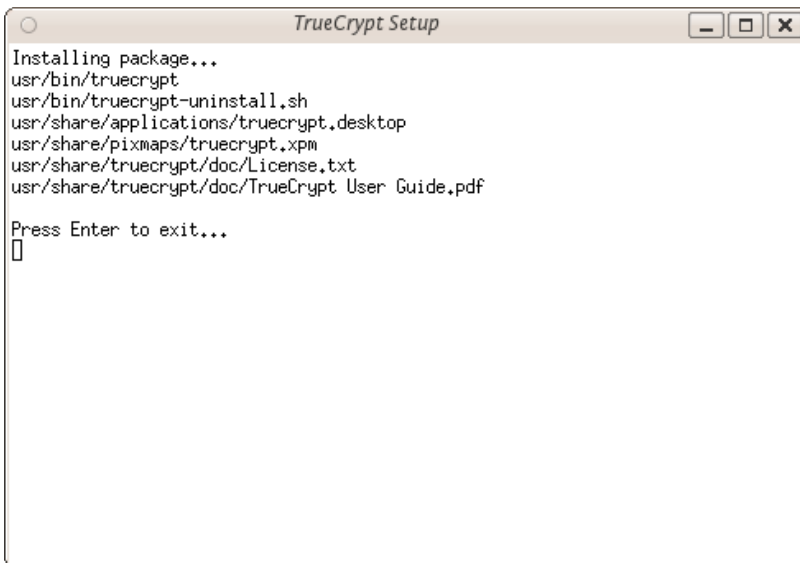 TrueCrypt Setup
Installing package...
usr/bin/truecrypt
usr/bin/truecrypt-uninstall.sh
usr/share/applications/truecrypt.desktop
usr/share/pixmaps/truecrypt.xpm
usr/share/truecrypt/doc/License.txt
usr/share/truecrypt/doc/TrueCrypt User Guide.pdf
Press Enter to exit...